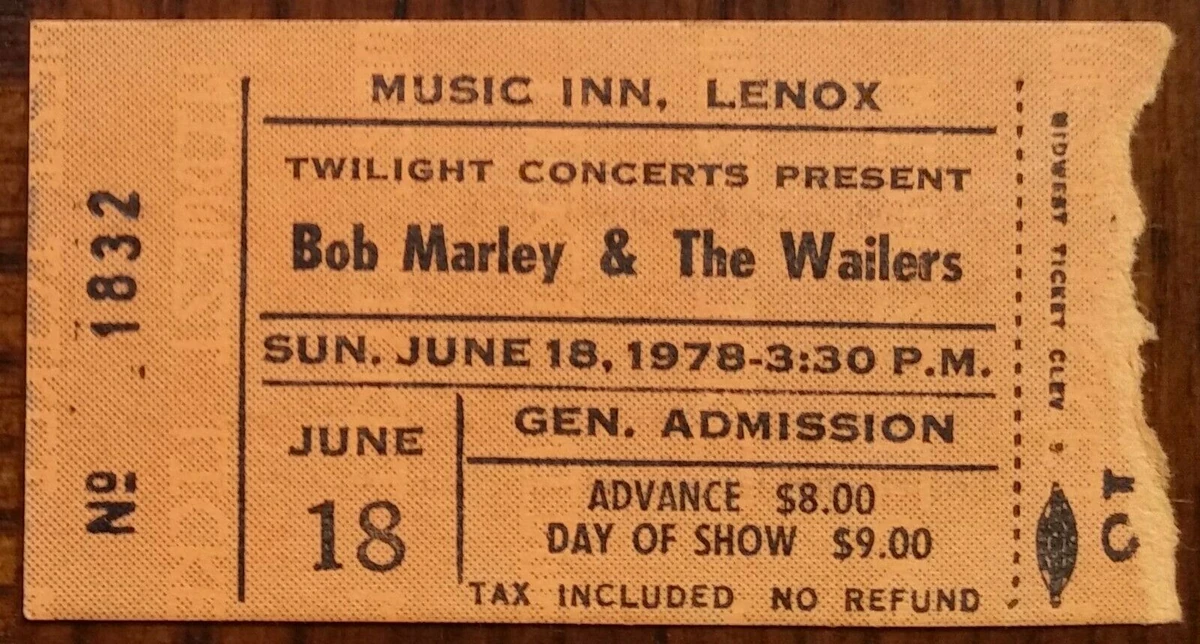 Nº 1832
MUSIC INN, LENOX
TWILIGHT CONCERTS PRESENT
Bob Marley & The Wailers
SUN. JUNE 18, 1978-3:30 P.M.
JUNE
18
GEN. ADMISSION
ADVANCE $8.00
DAY OF SHOW $9.00
TAX INCLUDED NO REFUND
MIDWEST TICKET CLEV